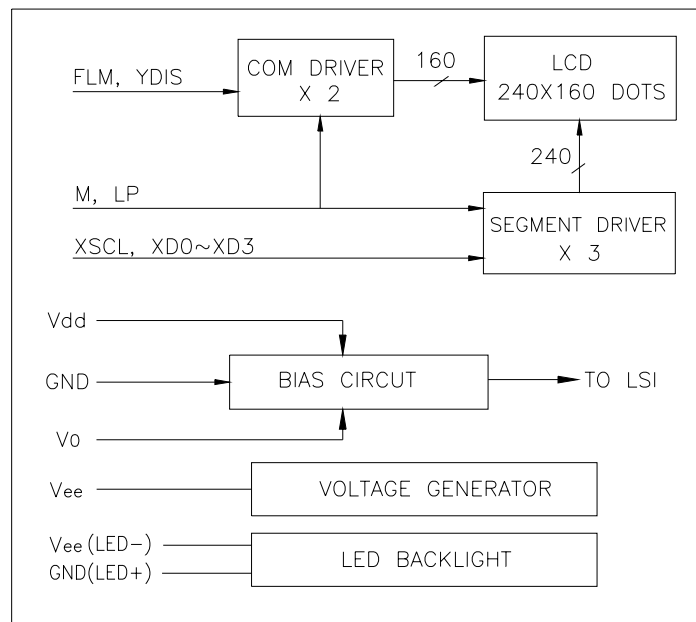 FLM, YDIS
COM DRIVER
X 2
160
LCD
240X160 DOTS
240
M, LP
XSCL, XD0~XD3
SEGMENT DRIVER
X 3
Vdd
GND
BIAS CIRCUT
TO LSI
Vo
Vee
VOLTAGE GENERATOR
Vee(LED-)
GND(LED+)
LED BACKLIGHT